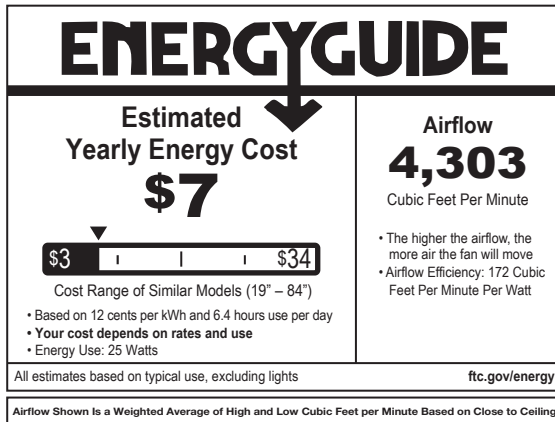 ENERGYGUIDE
Estimated
Yearly Energy Cost
$7
$3
$34
Cost Range of Similar Models (19” – 84”)
• Based on 12 cents per kWh and 6.4 hours use per day
• Your cost depends on rates and use
• Energy Use: 25 Watts
Airflow
4,303
Cubic Feet Per Minute
• The higher the airflow, the
more air the fan will move
• Airflow Efficiency: 172 Cubic
Feet Per Minute Per Watt
All estimates based on typical use, excluding lights
ftc.gov/energy
Airflow Shown Is a Weighted Average of High and Low Cubic Feet per Minute Based on Close to Ceiling